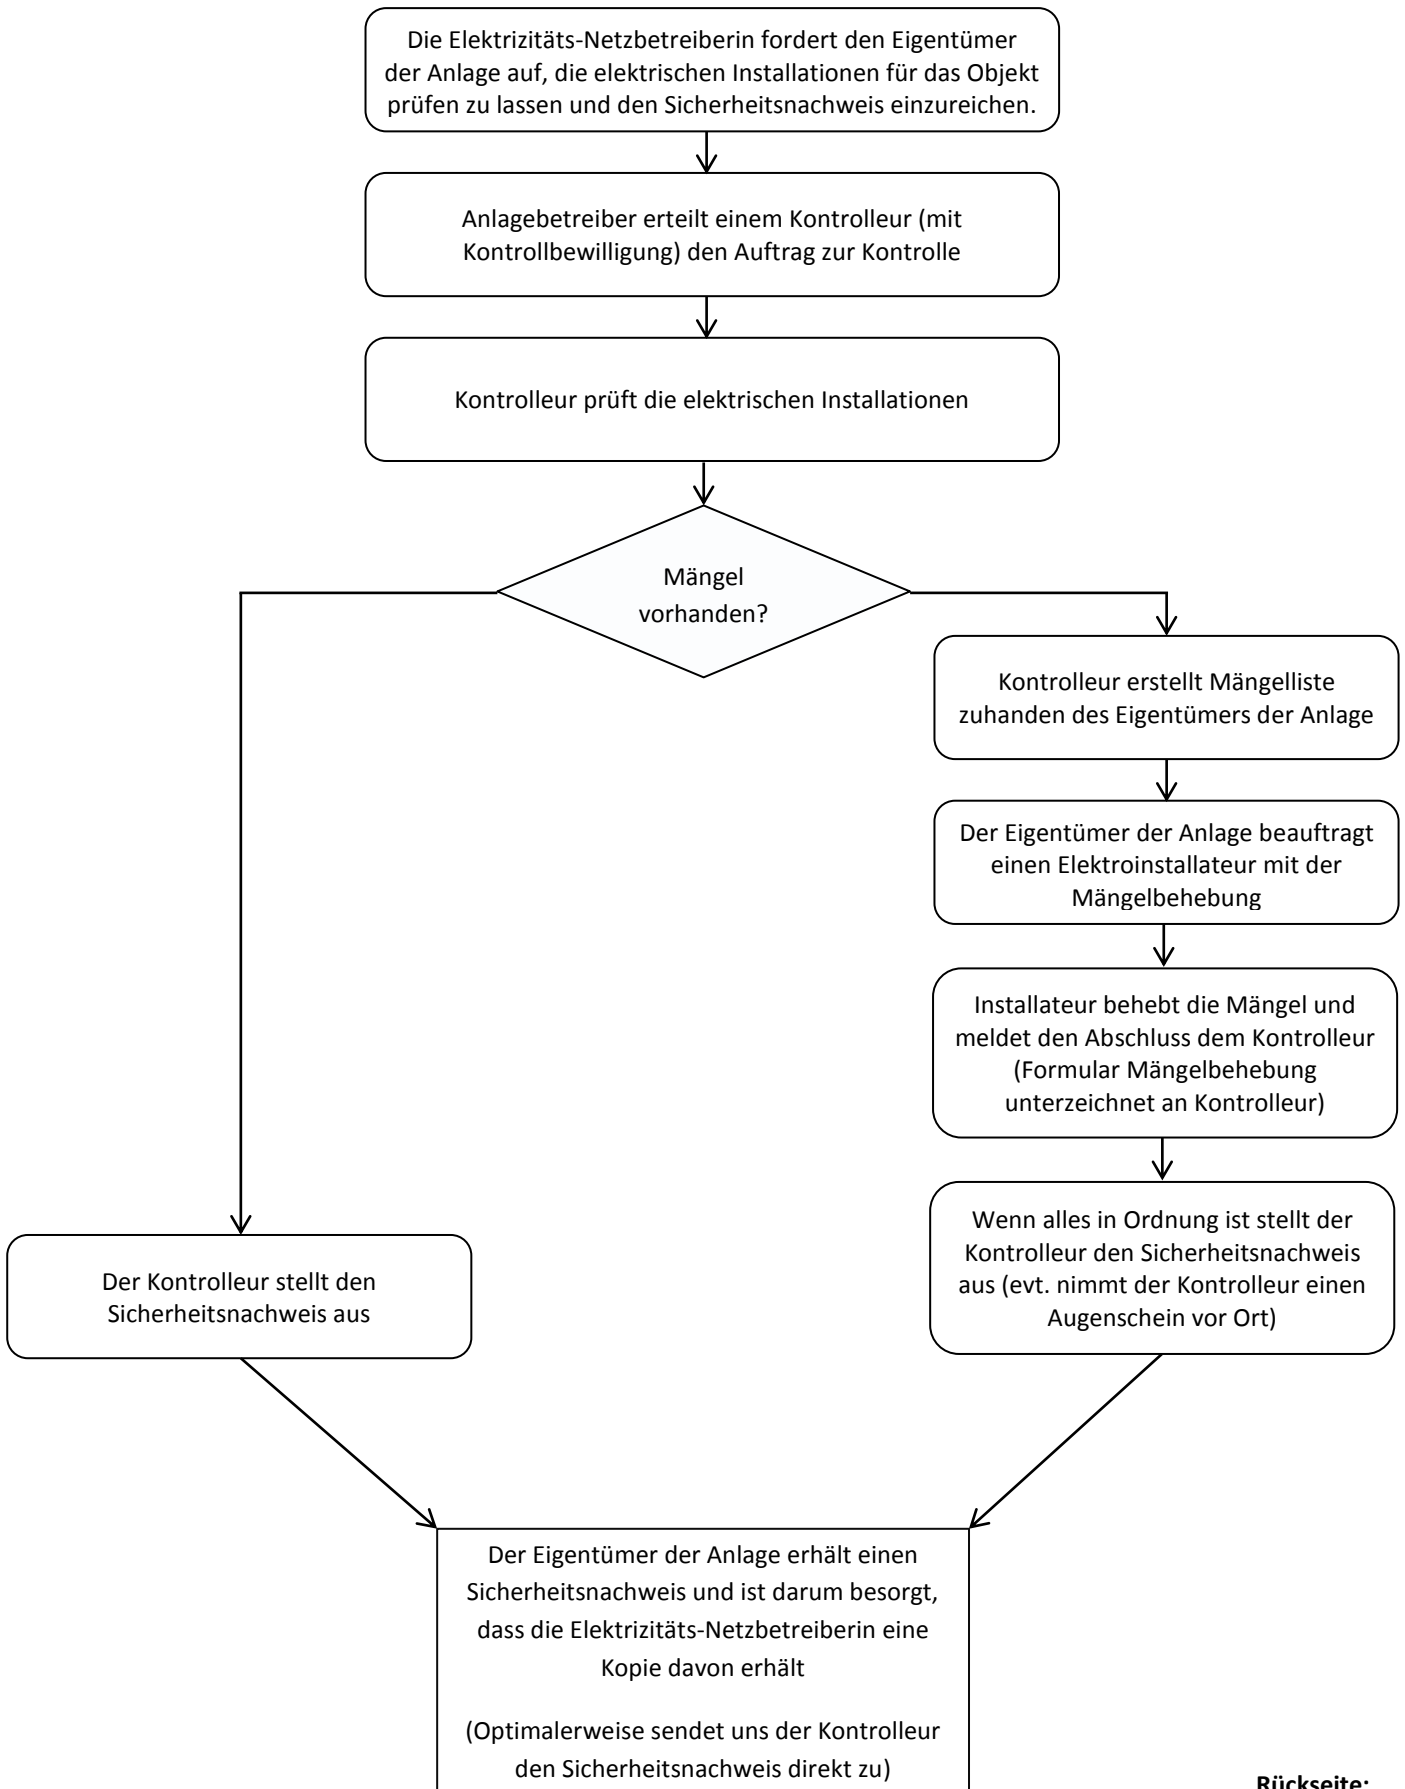 Die Elektrizitäts-Netzbetreiberin fordert den Eigentümer
der Anlage auf, die elektrischen Installationen für das Objekt
prüfen zu lassen und den Sicherheitsnachweis einzureichen.
Anlagebetreiber erteilt einem Kontrolleur (mit
Kontrollbewilligung) den Auftrag zur Kontrolle
Kontrolleur prüft die elektrischen Installationen
Mängel
vorhanden?
Kontrolleur erstellt Mängelliste
zuhanden des Eigentümers der Anlage
Der Eigentümer der Anlage beauftragt
einen Elektroinstallateur mit der
Mängelbehebung
Installateur behebt die Mängel und
meldet den Abschluss dem Kontrolleur
(Formular Mängelbehebung
unterzeichnet an Kontrolleur)
Wenn alles in Ordnung ist stellt der
Kontrolleur den Sicherheitsnachweis
aus (evt. nimmt der Kontrolleur einen
Augenschein vor Ort)
Der Kontrolleur stellt den
Sicherheitsnachweis aus
Der Eigentümer der Anlage erhält einen
Sicherheitsnachweis und ist darum besorgt,
dass die Elektrizitäts-Netzbetreiberin eine
Kopie davon erhält
(Optimalerweise sendet uns der Kontrolleur
den Sicherheitsnachweis direkt zu)
Rückseite: